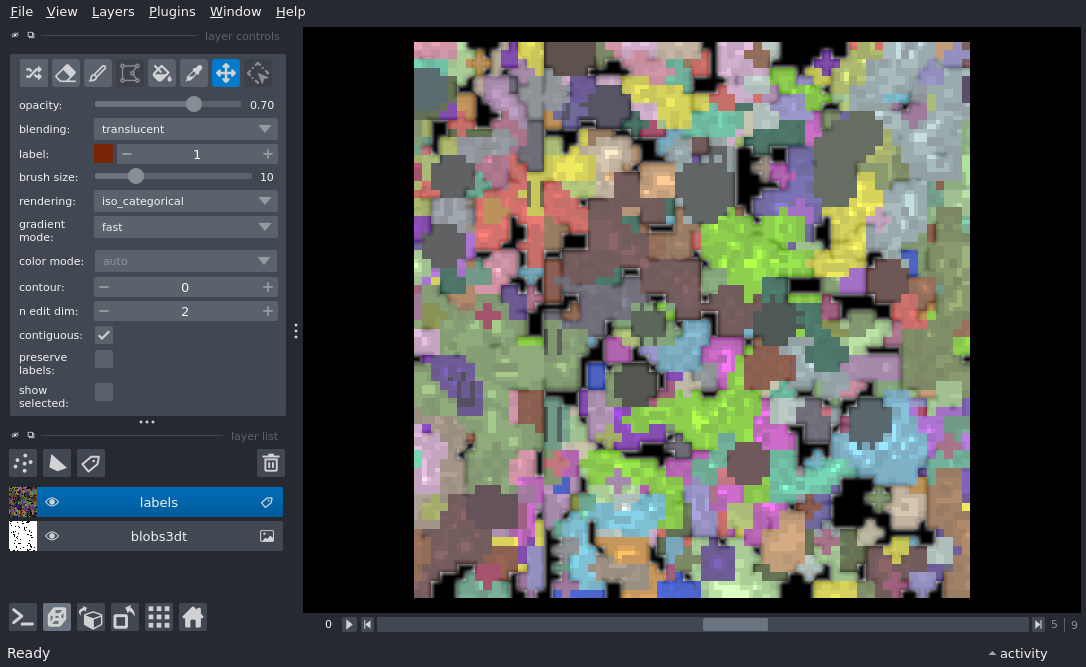 File View Layers Plugins Window Help
layer controls
opacity: 0.70
blending: translucent
label: 1
brush size: 10
rendering: iso_categorical
gradient
mode: fast
color mode: auto
contour: 0
n edit dim: 2
contiguous:
preserve
labels:
show
selected:
layer list
labels
blobs3dt
0 5 | 9
Ready activity